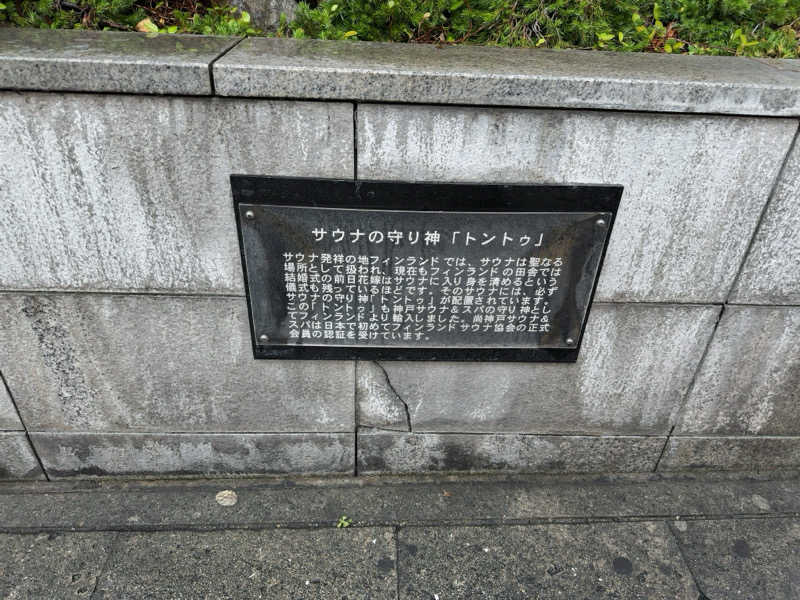 サウナの守り神「トントゥ」
サウナ発祥の地フィンランドでは、サウナは聖なる
場所として扱われ、現在もフィンランドの田舎では
結婚式の前日花嫁はサウナに入り身を清めるという
儀式も残っているほどです。そのサウナには、必ず
サウナの守り神「トントゥ」が配置されています。
この「トントゥ」も神戸サウナ&スパの守り神とし
てフィンランドより輸入しました。尚神戸サウナ&
スパは日本で初めてフィンランド サウナ協会の正式
会員の認証を受けています。